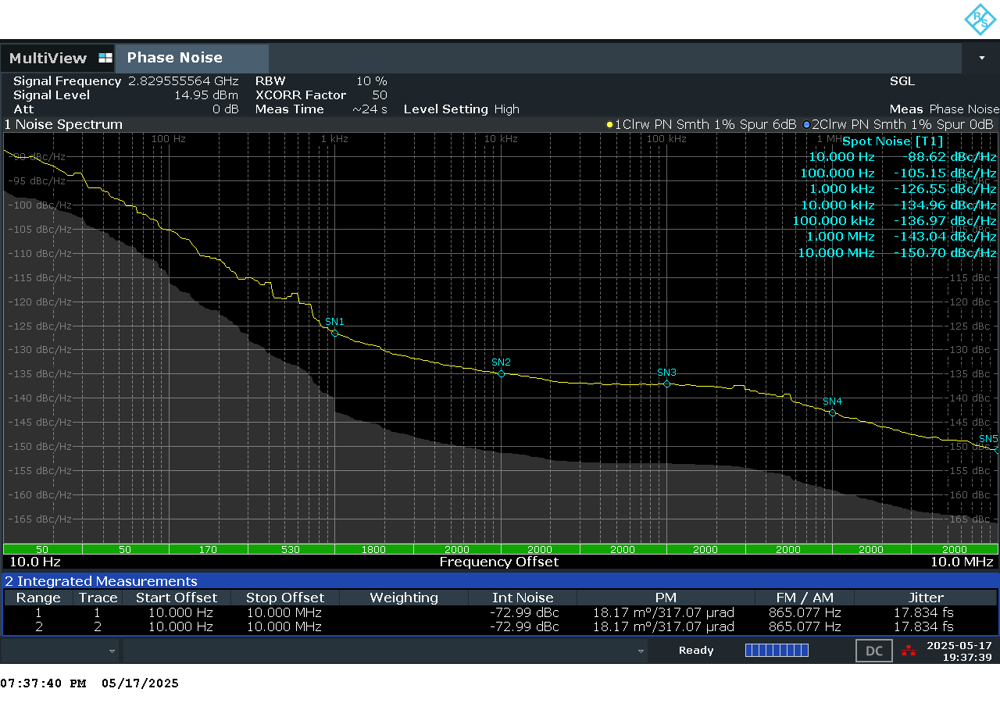 R&S
MultiView Phase Noise
Signal Frequency 2.829555564 GHz RBW 10 % SGL
Signal Level 14.95 dBm XCORR Factor 50
Att 0 dB Meas Time ~24 s Level Setting High Meas Phase Noise
1 Noise Spectrum 1Clrw PN Smth 1% Spur 6dB 2Clrw PN Smth 1% Spur 0dB
100 Hz 1 kHz 10 kHz 100 kHz 1 MHz
Spot Noise [T1]
10.000 Hz -88.62 dBc/Hz
100.000 Hz -105.15 dBc/Hz
1.000 kHz -126.55 dBc/Hz
10.000 kHz -134.96 dBc/Hz
100.000 kHz -136.97 dBc/Hz
1.000 MHz -143.04 dBc/Hz
10.000 MHz -150.70 dBc/Hz
-90 dBc/Hz
-95 dBc/Hz
-100 dBc/Hz
-105 dBc/Hz
-110 dBc/Hz
-115 dBc/Hz -115 dBc
-120 dBc/Hz -120 dBc
-125 dBc/Hz -125 dBc
-130 dBc/Hz -130 dBc
-135 dBc/Hz -135 dBc
-140 dBc/Hz -140 dBc
-145 dBc/Hz -145 dBc
-150 dBc/Hz -150 dBc
-155 dBc/Hz -155 dBc
-160 dBc/Hz -160 dBc
-165 dBc/Hz -165 dBc
SN1
SN2
SN3
SN4
SN5
50 50 170 530 1800 2000 2000 2000 2000 2000 2000 2000
10.0 Hz Frequency Offset 10.0 MHz
2 Integrated Measurements
Range Trace Start Offset Stop Offset Weighting Int Noise PM FM / AM Jitter
1 1 10.000 Hz 10.000 MHz -72.99 dBc 18.17 m°/317.07 µrad 865.077 Hz 17.834 fs
2 2 10.000 Hz 10.000 MHz -72.99 dBc 18.17 m°/317.07 µrad 865.077 Hz 17.834 fs
Ready DC 2025-05-17
19:37:39
07:37:40 PM 05/17/2025